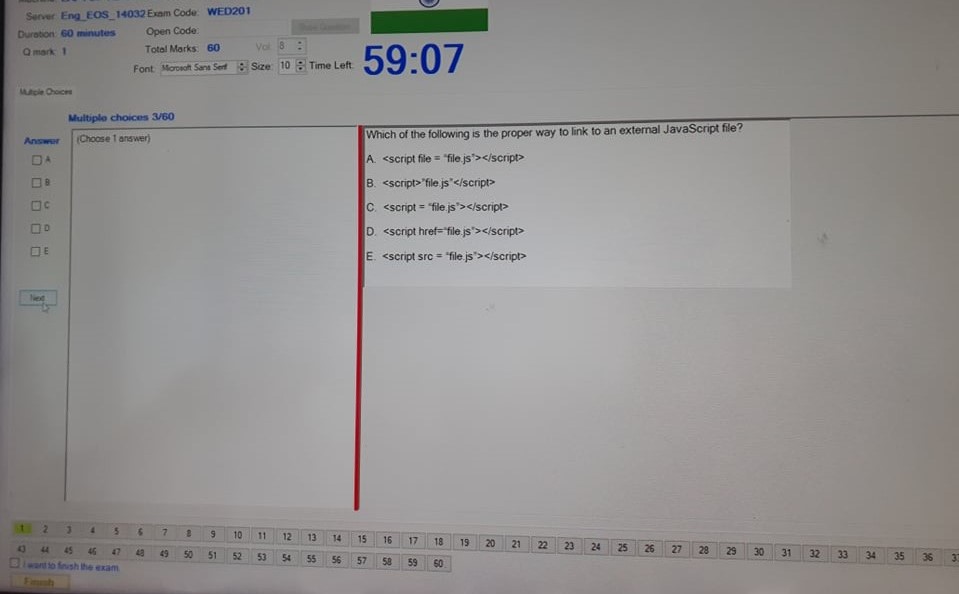 Server: Eng_EOS_14032 Exam Code: WED201
Duration: 60 minutes Open Code:
Q mark: 1 Total Marks: 60 Vol: 8
Font: Microsoft Sans Serif Size: 10 Time Left: 59:07
Multiple Choices
Multiple choices 3/60
Answer
A
B
C
D
E
Next
(Choose 1 answer)
Which of the following is the proper way to link to an external JavaScript file?
A. <script file = "file.js"></script>
B. <script>"file.js"</script>
C. <script = "file.js"></script>
D. <script href="file.js"></script>
E. <script src = "file.js"></script>
1 2 3 4 5 6 7 8 9 10 11 12 13 14 15 16 17 18 19 20 21 22 23 24 25 26 27 28 29 30 31 32 33 34 35 36
43 44 45 46 47 48 49 50 51 52 53 54 55 56 57 58 59 60
I want to finish the exam.
Finish